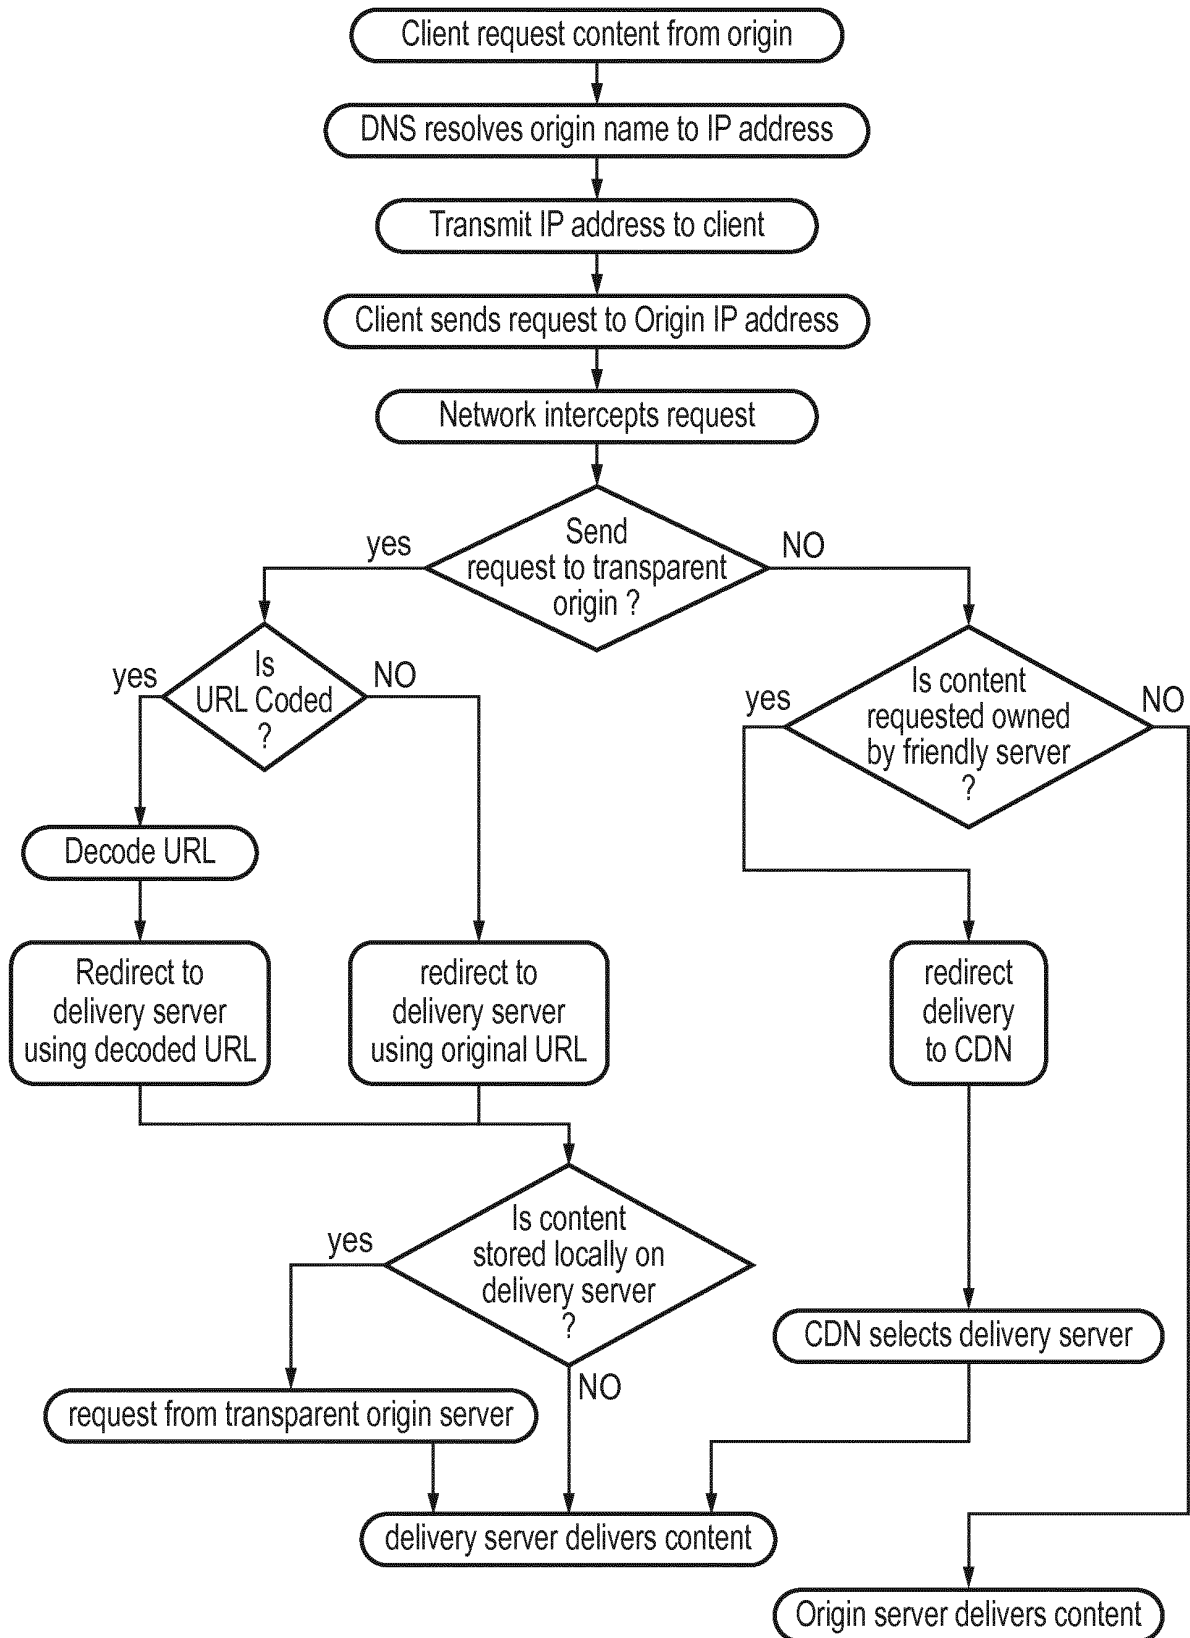 Client request content from origin
DNS resolves origin name to IP address
Transmit IP address to client
Client sends request to Origin IP address
Network intercepts request
Send
request to transparent
origin ?
yes
NO
Is
URL Coded
?
yes
NO
Is content
requested owned
by friendly server
?
yes
NO
Decode URL
Redirect to
delivery server
using decoded URL
redirect to
delivery server
using original URL
redirect
delivery
to CDN
Is content
stored locally on
delivery server
?
yes
NO
CDN selects delivery server
request from transparent origin server
delivery server delivers content
Origin server delivers content